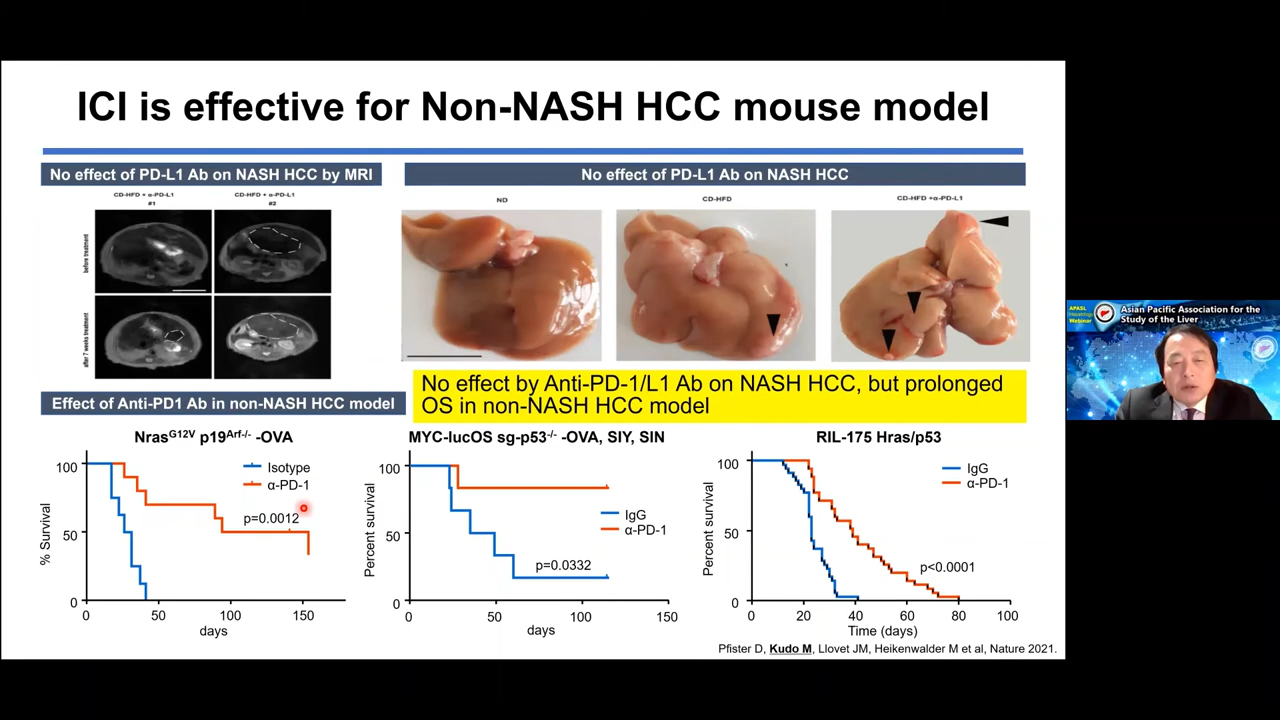 ICI is effective for Non-NASH HCC mouse model
No effect of PD-L1 Ab on NASH HCC by MRI
CD-HFD + α-PD-L1
#1
CD-HFD + α-PD-L1
#2
before treatment
after 7 weeks treatment
No effect of PD-L1 Ab on NASH HCC
ND
CD-HFD
CD-HFD +α-PD-L1
No effect by Anti-PD-1/L1 Ab on NASH HCC, but prolonged
OS in non-NASH HCC model
Effect of Anti-PD1 Ab in non-NASH HCC model
NrasG12V p19Arf-/- -OVA
% Survival
100
50
0
Isotype
α-PD-1
p=0.0012
0 50 100 150
days
MYC-lucOS sg-p53-/- -OVA, SIY, SIN
Percent survival
100
50
0
IgG
α-PD-1
p=0.0332
0 50 100 150
days
RIL-175 Hras/p53
Percent survival
100
50
0
IgG
α-PD-1
p<0.0001
0 20 40 60 80 100
Time (days)
Pfister D, Kudo M, Llovet JM, Heikenwalder M et al, Nature 2021.
APASL
Hepatology
Webinar
Asian Pacific Association for the
Study of the Liver